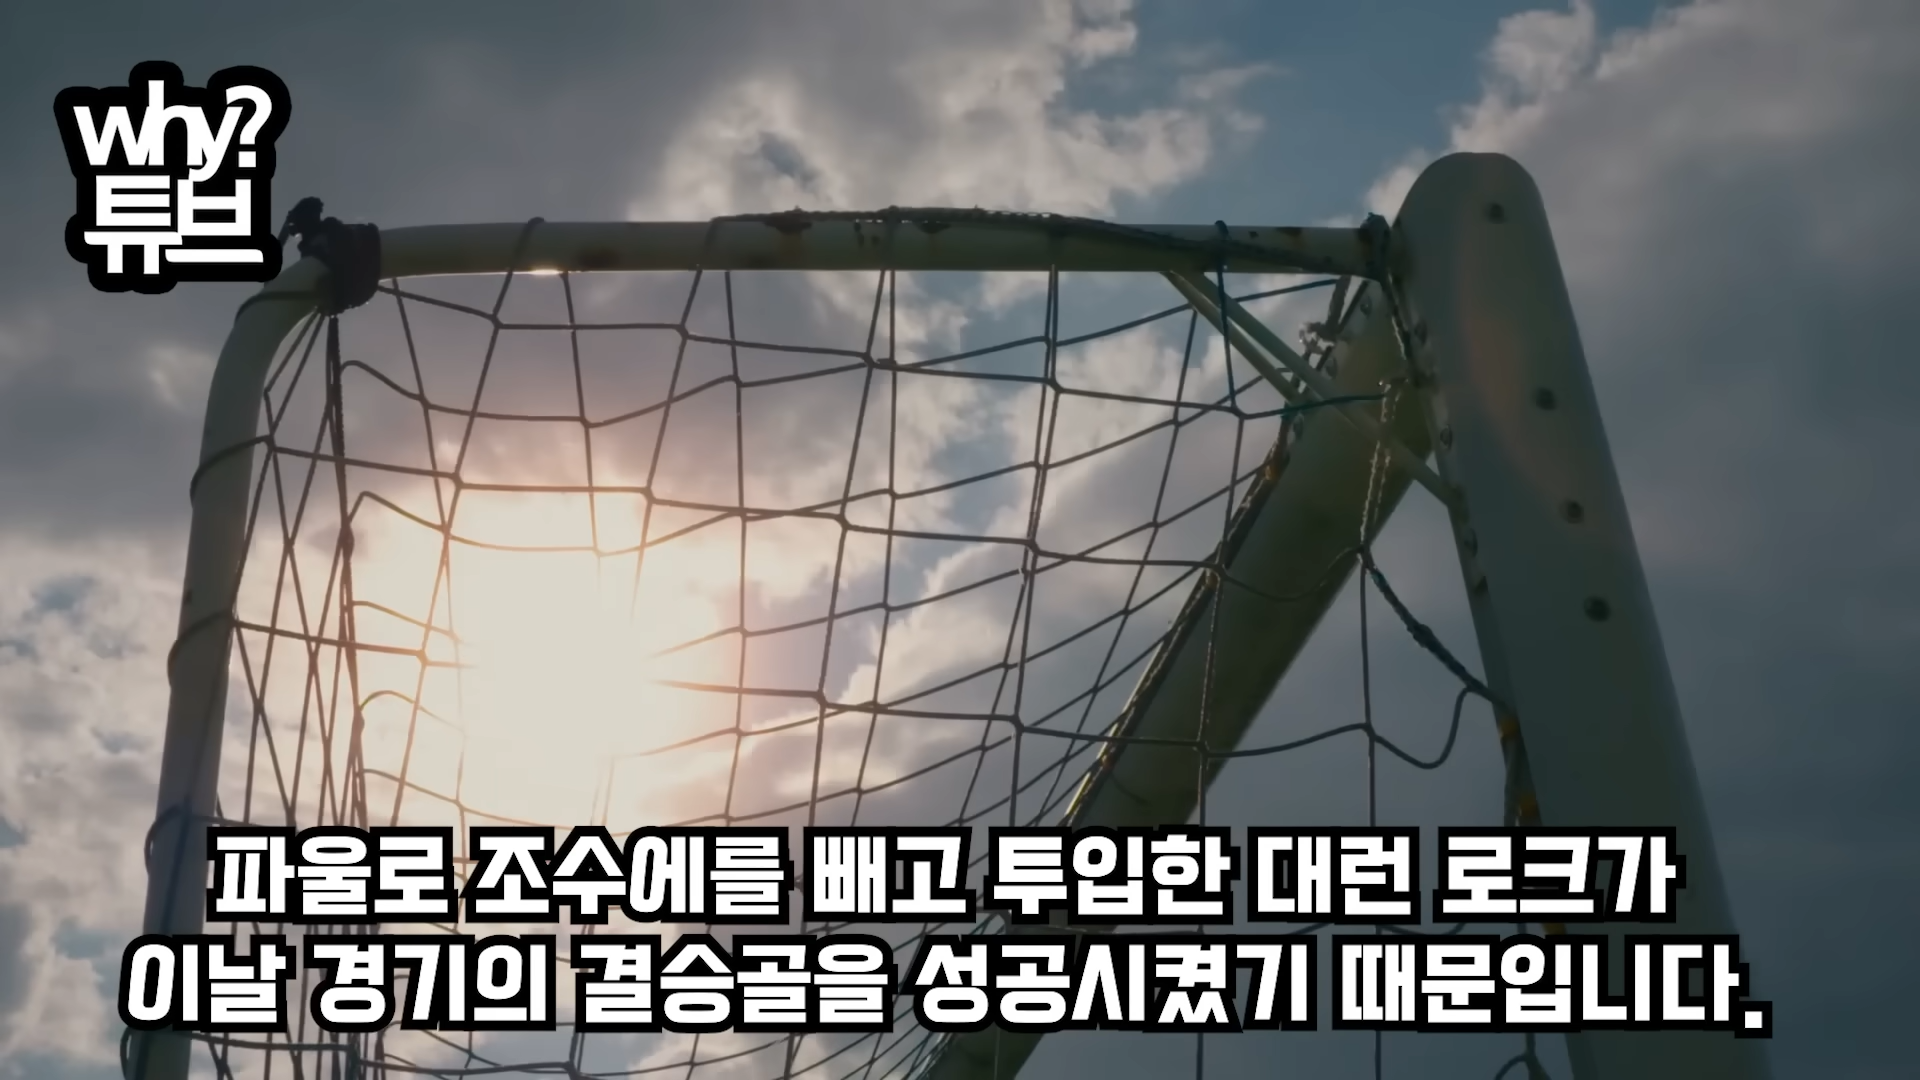 why?
튜브
파울로 조수에를 빼고 투입한 대런 로크가
이날 경기의 결승골을 성공시켰기 때문입니다.